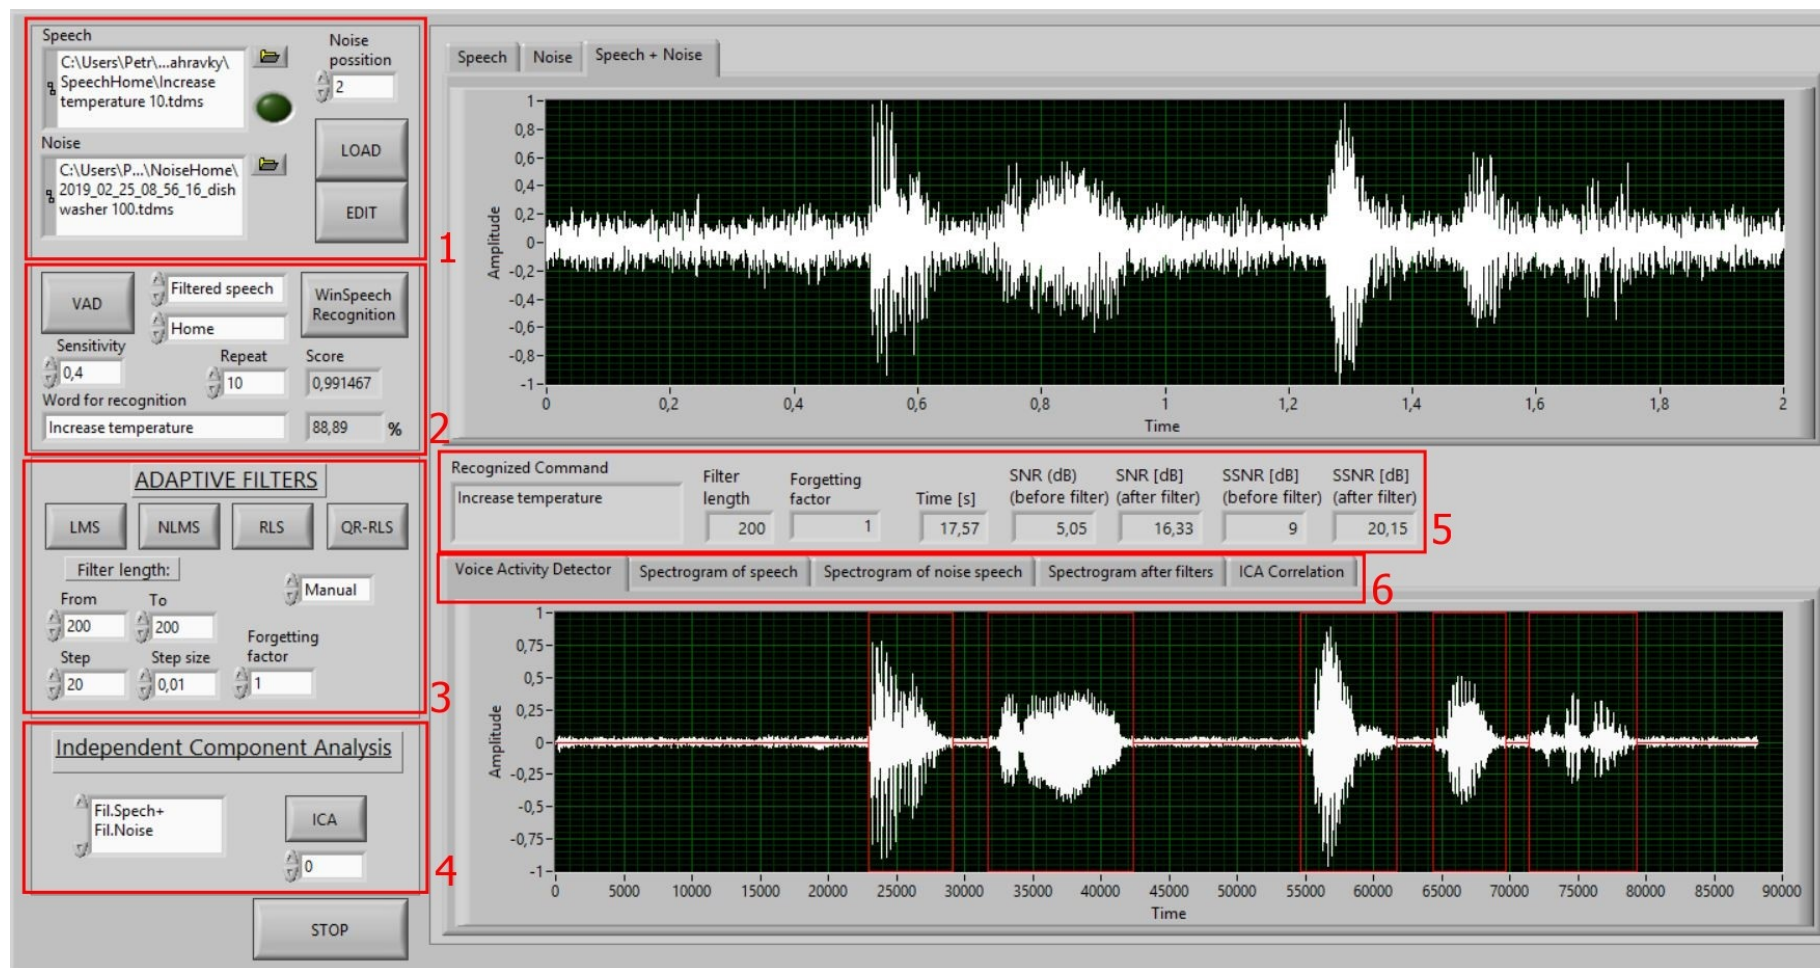 Speech
C:\Users\Petr\...ahravky\
SpeechHome\Increase
temperature 10.tdms
Noise
possition
2
Noise
C:\Users\P...\NoiseHome\
2019_02_25_08_56_16_dish
washer 100.tdms
LOAD
EDIT
1
VAD
Filtered speech
Home
WinSpeech
Recognition
Sensitivity
0,4
Repeat
10
Score
0,991467
Word for recognition
Increase temperature
88,89 %
2
ADAPTIVE FILTERS
LMS NLMS RLS QR-RLS
Filter length:
Manual
From To
200 200
Forgetting
factor
Step Step size
20 0,01 1
3
Independent Component Analysis
Fil.Spech+
Fil.Noise
ICA
0
4
STOP
Speech Noise Speech + Noise
Amplitude
1
0,8
0,6
0,4
0,2
0
-0,2
-0,4
-0,6
-0,8
-1
0 0,2 0,4 0,6 0,8 1 1,2 1,4 1,6 1,8 2
Time
Recognized Command
Increase temperature
Filter
length
200
Forgetting
factor
1
Time [s]
17,57
SNR (dB)
(before filter)
5,05
SNR [dB]
(after filter)
16,33
SSNR [dB]
(before filter)
9
SSNR [dB]
(after filter)
20,15
5
Voice Activity Detector Spectrogram of speech Spectrogram of noise speech Spectrogram after filters ICA Correlation
6
Amplitude
1
0,75
0,5
0,25
0
-0,25
-0,5
-0,75
-1
0 5000 10000 15000 20000 25000 30000 35000 40000 45000 50000 55000 60000 65000 70000 75000 80000 85000 90000
Time